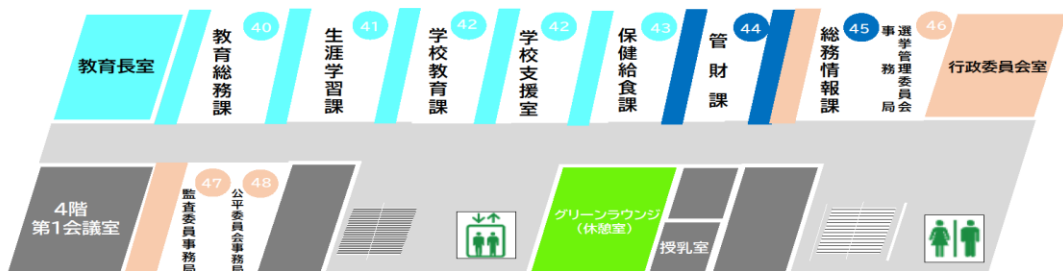 教育長室
教育総務課
40
生涯学習課
41
学校教育課
42
学校支援室
42
保健給食課
43
管財課
44
総務情報課
45
選挙管理委員会
事務局
46
行政委員会室
4階
第1会議室
監査委員事務局
47
公平委員会事務局
48
グリーンラウンジ
(休憩室)
授乳室